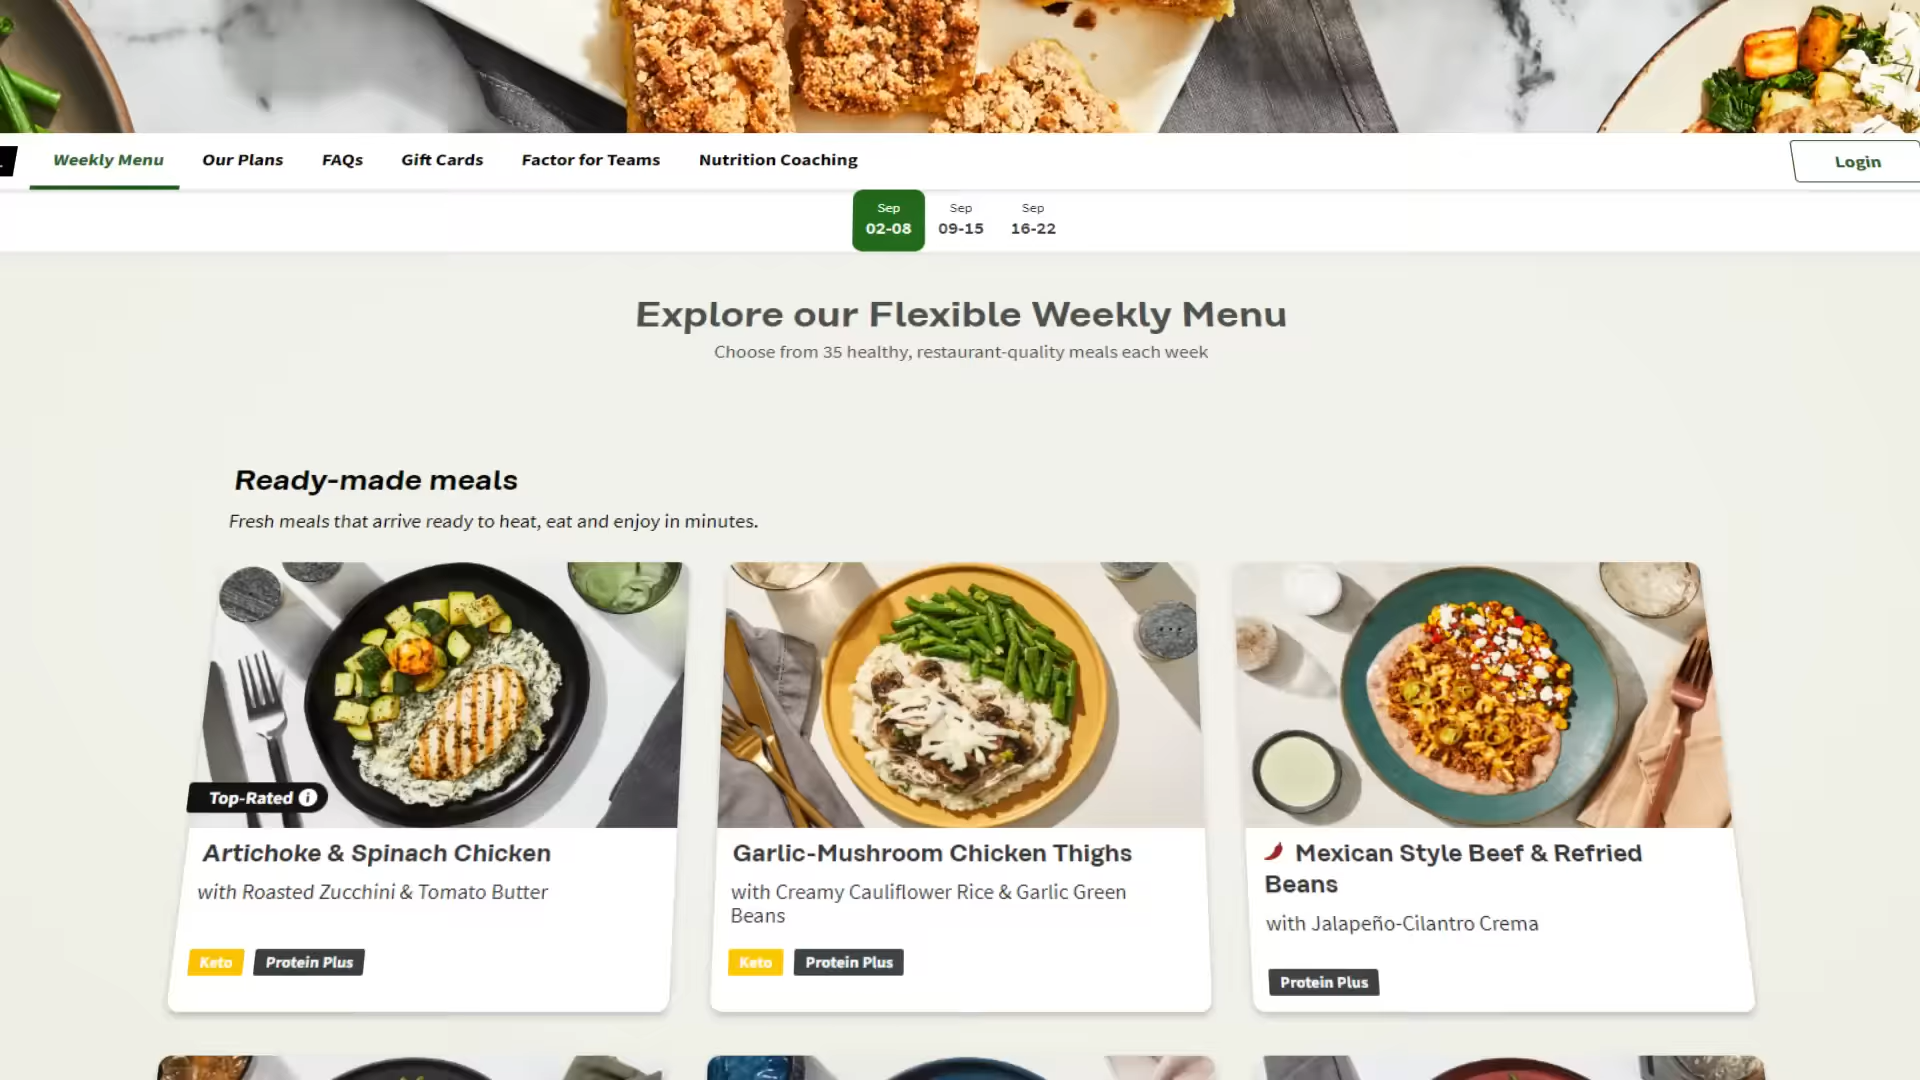 Weekly Menu
Our Plans
FAQs
Gift Cards
Factor for Teams
Nutrition Coaching
Login
Sep
02-08
Sep
09-15
Sep
16-22
Explore our Flexible Weekly Menu
Choose from 35 healthy, restaurant-quality meals each week
Ready-made meals
Fresh meals that arrive ready to heat, eat and enjoy in minutes.
Top-Rated i
Artichoke & Spinach Chicken
with Roasted Zucchini & Tomato Butter
Keto
Protein Plus
Garlic-Mushroom Chicken Thighs
with Creamy Cauliflower Rice & Garlic Green
Beans
Keto
Protein Plus
Mexican Style Beef & Refried
Beans
with Jalapeño-Cilantro Crema
Protein Plus